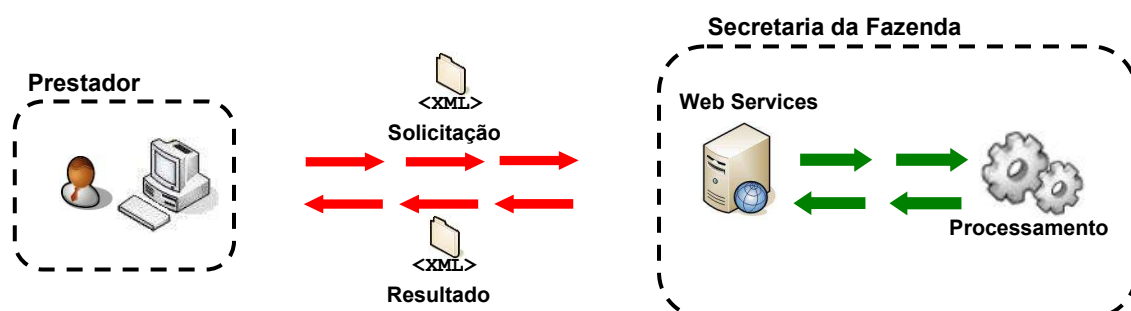 Secretaria da Fazenda
Prestador
<XML>
Solicitação
Web Services
Processamento
<XML>
Resultado